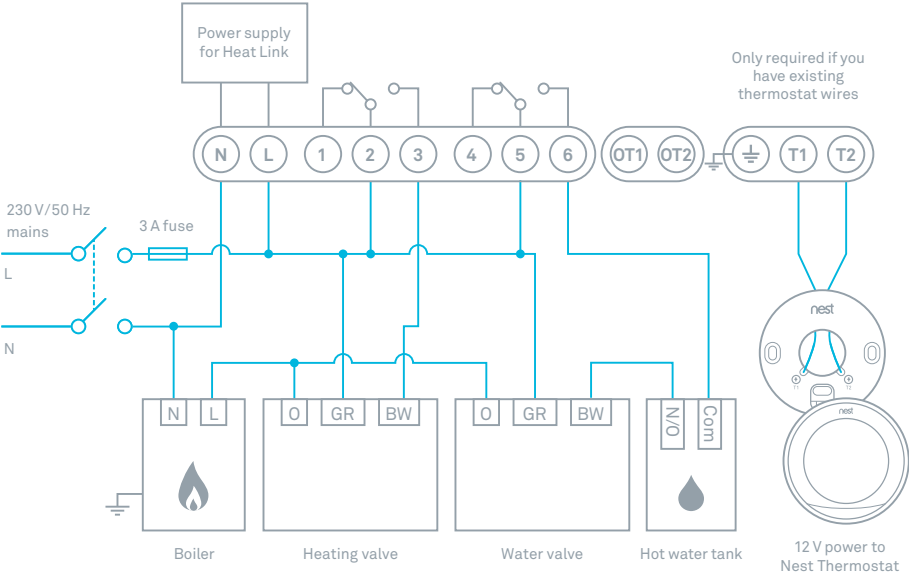 Power supply
for Heat Link
Only required if you
have existing
thermostat wires
N L 1 2 3 4 5 6 OT1 OT2 T1 T2
230 V/50 Hz
mains
3 A fuse
L
N
nest
T1 T2
N L O GR BW O GR BW N/O Com
nest
Boiler Heating valve Water valve Hot water tank
12 V power to
Nest Thermostat